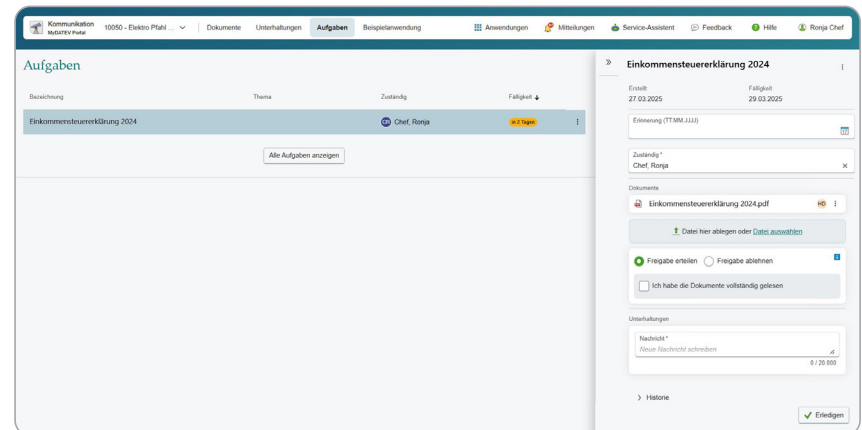 Kommunikation
MyDATEV Portal
10050 - Elektro Pfahl ...
Dokumente
Unterhaltungen
Aufgaben
Beispielanwendung
Anwendungen
Mitteilungen
Service-Assistent
Feedback
Hilfe
Ronja Chef
Aufgaben
Bezeichnung
Thema
Zuständig
Fälligkeit
Einkommensteuererklärung 2024
CR
Chef, Ronja
in 2 Tagen
Alle Aufgaben anzeigen
Einkommensteuererklärung 2024
Erstellt
Fälligkeit
27.03.2025
29.03.2025
Erinnerung (TT.MM.JJJJ)
Zuständig *
Chef, Ronja
Dokumente
Einkommensteuererklärung 2024.pdf
HD
Datei hier ablegen oder Datei auswählen
Freigabe erteilen
Freigabe ablehnen
Ich habe die Dokumente vollständig gelesen
Unterhaltungen
Nachricht *
Neue Nachricht schreiben
0 / 20.000
Historie
Erledigen